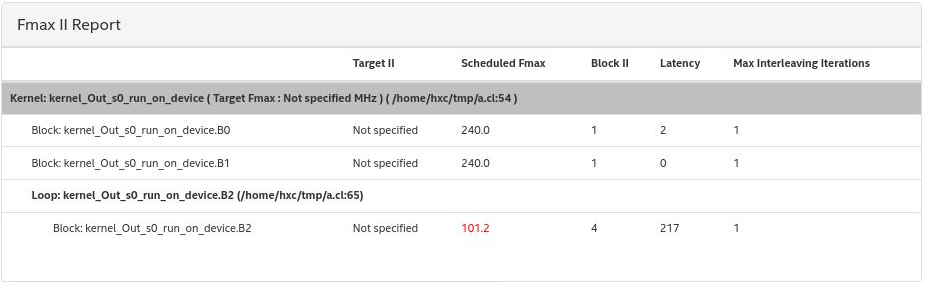 Fmax II Report
Target II Scheduled Fmax Block II Latency Max Interleaving Iterations
Kernel: kernel_Out_s0_run_on_device ( Target Fmax : Not specified MHz ) ( /home/hxc/tmp/a.cl:54 )
Block: kernel_Out_s0_run_on_device.B0 Not specified 240.0 1 2 1
Block: kernel_Out_s0_run_on_device.B1 Not specified 240.0 1 0 1
Loop: kernel_Out_s0_run_on_device.B2 (/home/hxc/tmp/a.cl:65)
Block: kernel_Out_s0_run_on_device.B2 Not specified 101.2 4 217 1